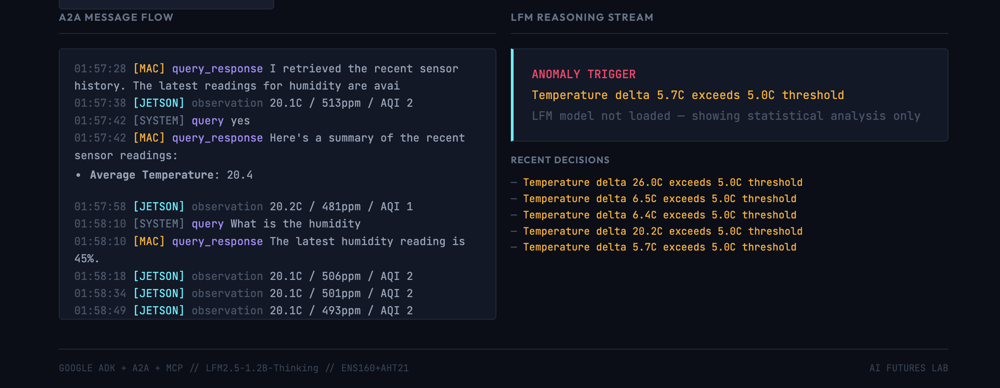 A2A MESSAGE FLOW
01:57:28 [MAC] query_response I retrieved the recent sensor
history. The latest readings for humidity are avai
01:57:38 [JETSON] observation 20.1C / 513ppm / AQI 2
01:57:42 [SYSTEM] query yes
01:57:42 [MAC] query_response Here's a summary of the recent
sensor readings:
• Average Temperature: 20.4
01:57:58 [JETSON] observation 20.2C / 481ppm / AQI 1
01:58:10 [SYSTEM] query What is the humidity
01:58:10 [MAC] query_response The latest humidity reading is
45%.
01:58:18 [JETSON] observation 20.1C / 506ppm / AQI 2
01:58:34 [JETSON] observation 20.1C / 501ppm / AQI 2
01:58:49 [JETSON] observation 20.1C / 493ppm / AQI 2
LFM REASONING STREAM
ANOMALY TRIGGER
Temperature delta 5.7C exceeds 5.0C threshold
LFM model not loaded — showing statistical analysis only
RECENT DECISIONS
— Temperature delta 26.0C exceeds 5.0C threshold
— Temperature delta 6.5C exceeds 5.0C threshold
— Temperature delta 6.4C exceeds 5.0C threshold
— Temperature delta 20.2C exceeds 5.0C threshold
— Temperature delta 5.7C exceeds 5.0C threshold
GOOGLE ADK + A2A + MCP // LFM2.5-1.2B-Thinking // ENS160+AHT21
AI FUTURES LAB